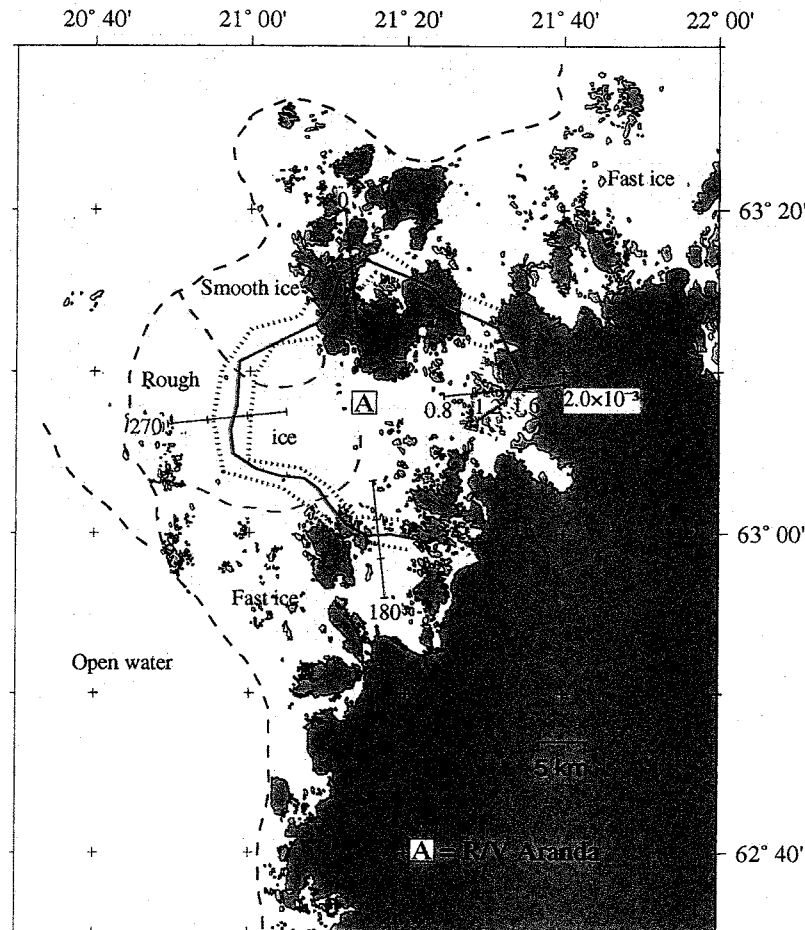 20° 40' 21° 00' 21° 20' 21° 40' 22° 00'
Fast ice
0
63° 20'
Smooth ice
Rough
A
0.8 1.2 1.6 2.0×10⁻³
270
ice
63° 00'
Fast ice
180
Open water
5 km
A = R/V Aranda
62° 40'